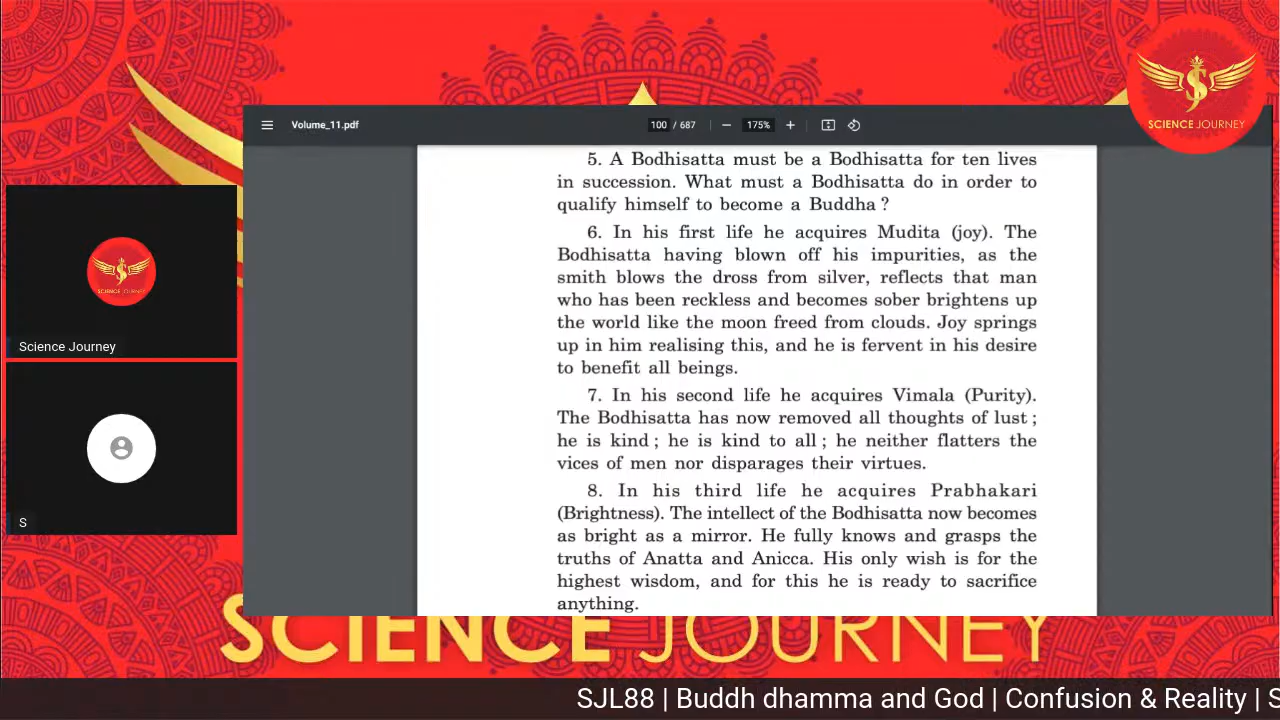 SCIENCE JOURNEY
Volume_11.pdf
100 / 687
175%
5. A Bodhisatta must be a Bodhisatta for ten lives
in succession. What must a Bodhisatta do in order to
qualify himself to become a Buddha ?
6. In his first life he acquires Mudita (joy). The
Bodhisatta having blown off his impurities, as the
smith blows the dross from silver, reflects that man
who has been reckless and becomes sober brightens up
the world like the moon freed from clouds. Joy springs
up in him realising this, and he is fervent in his desire
to benefit all beings.
7. In his second life he acquires Vimala (Purity).
The Bodhisatta has now removed all thoughts of lust ;
he is kind ; he is kind to all ; he neither flatters the
vices of men nor disparages their virtues.
8. In his third life he acquires Prabhakari
(Brightness). The intellect of the Bodhisatta now becomes
as bright as a mirror. He fully knows and grasps the
truths of Anatta and Anicca. His only wish is for the
highest wisdom, and for this he is ready to sacrifice
anything.
SCIENCE JOURNEY
Science Journey
S
SCIENCE JOURNEY
SJL88 | Buddh dhamma and God | Confusion & Reality | S